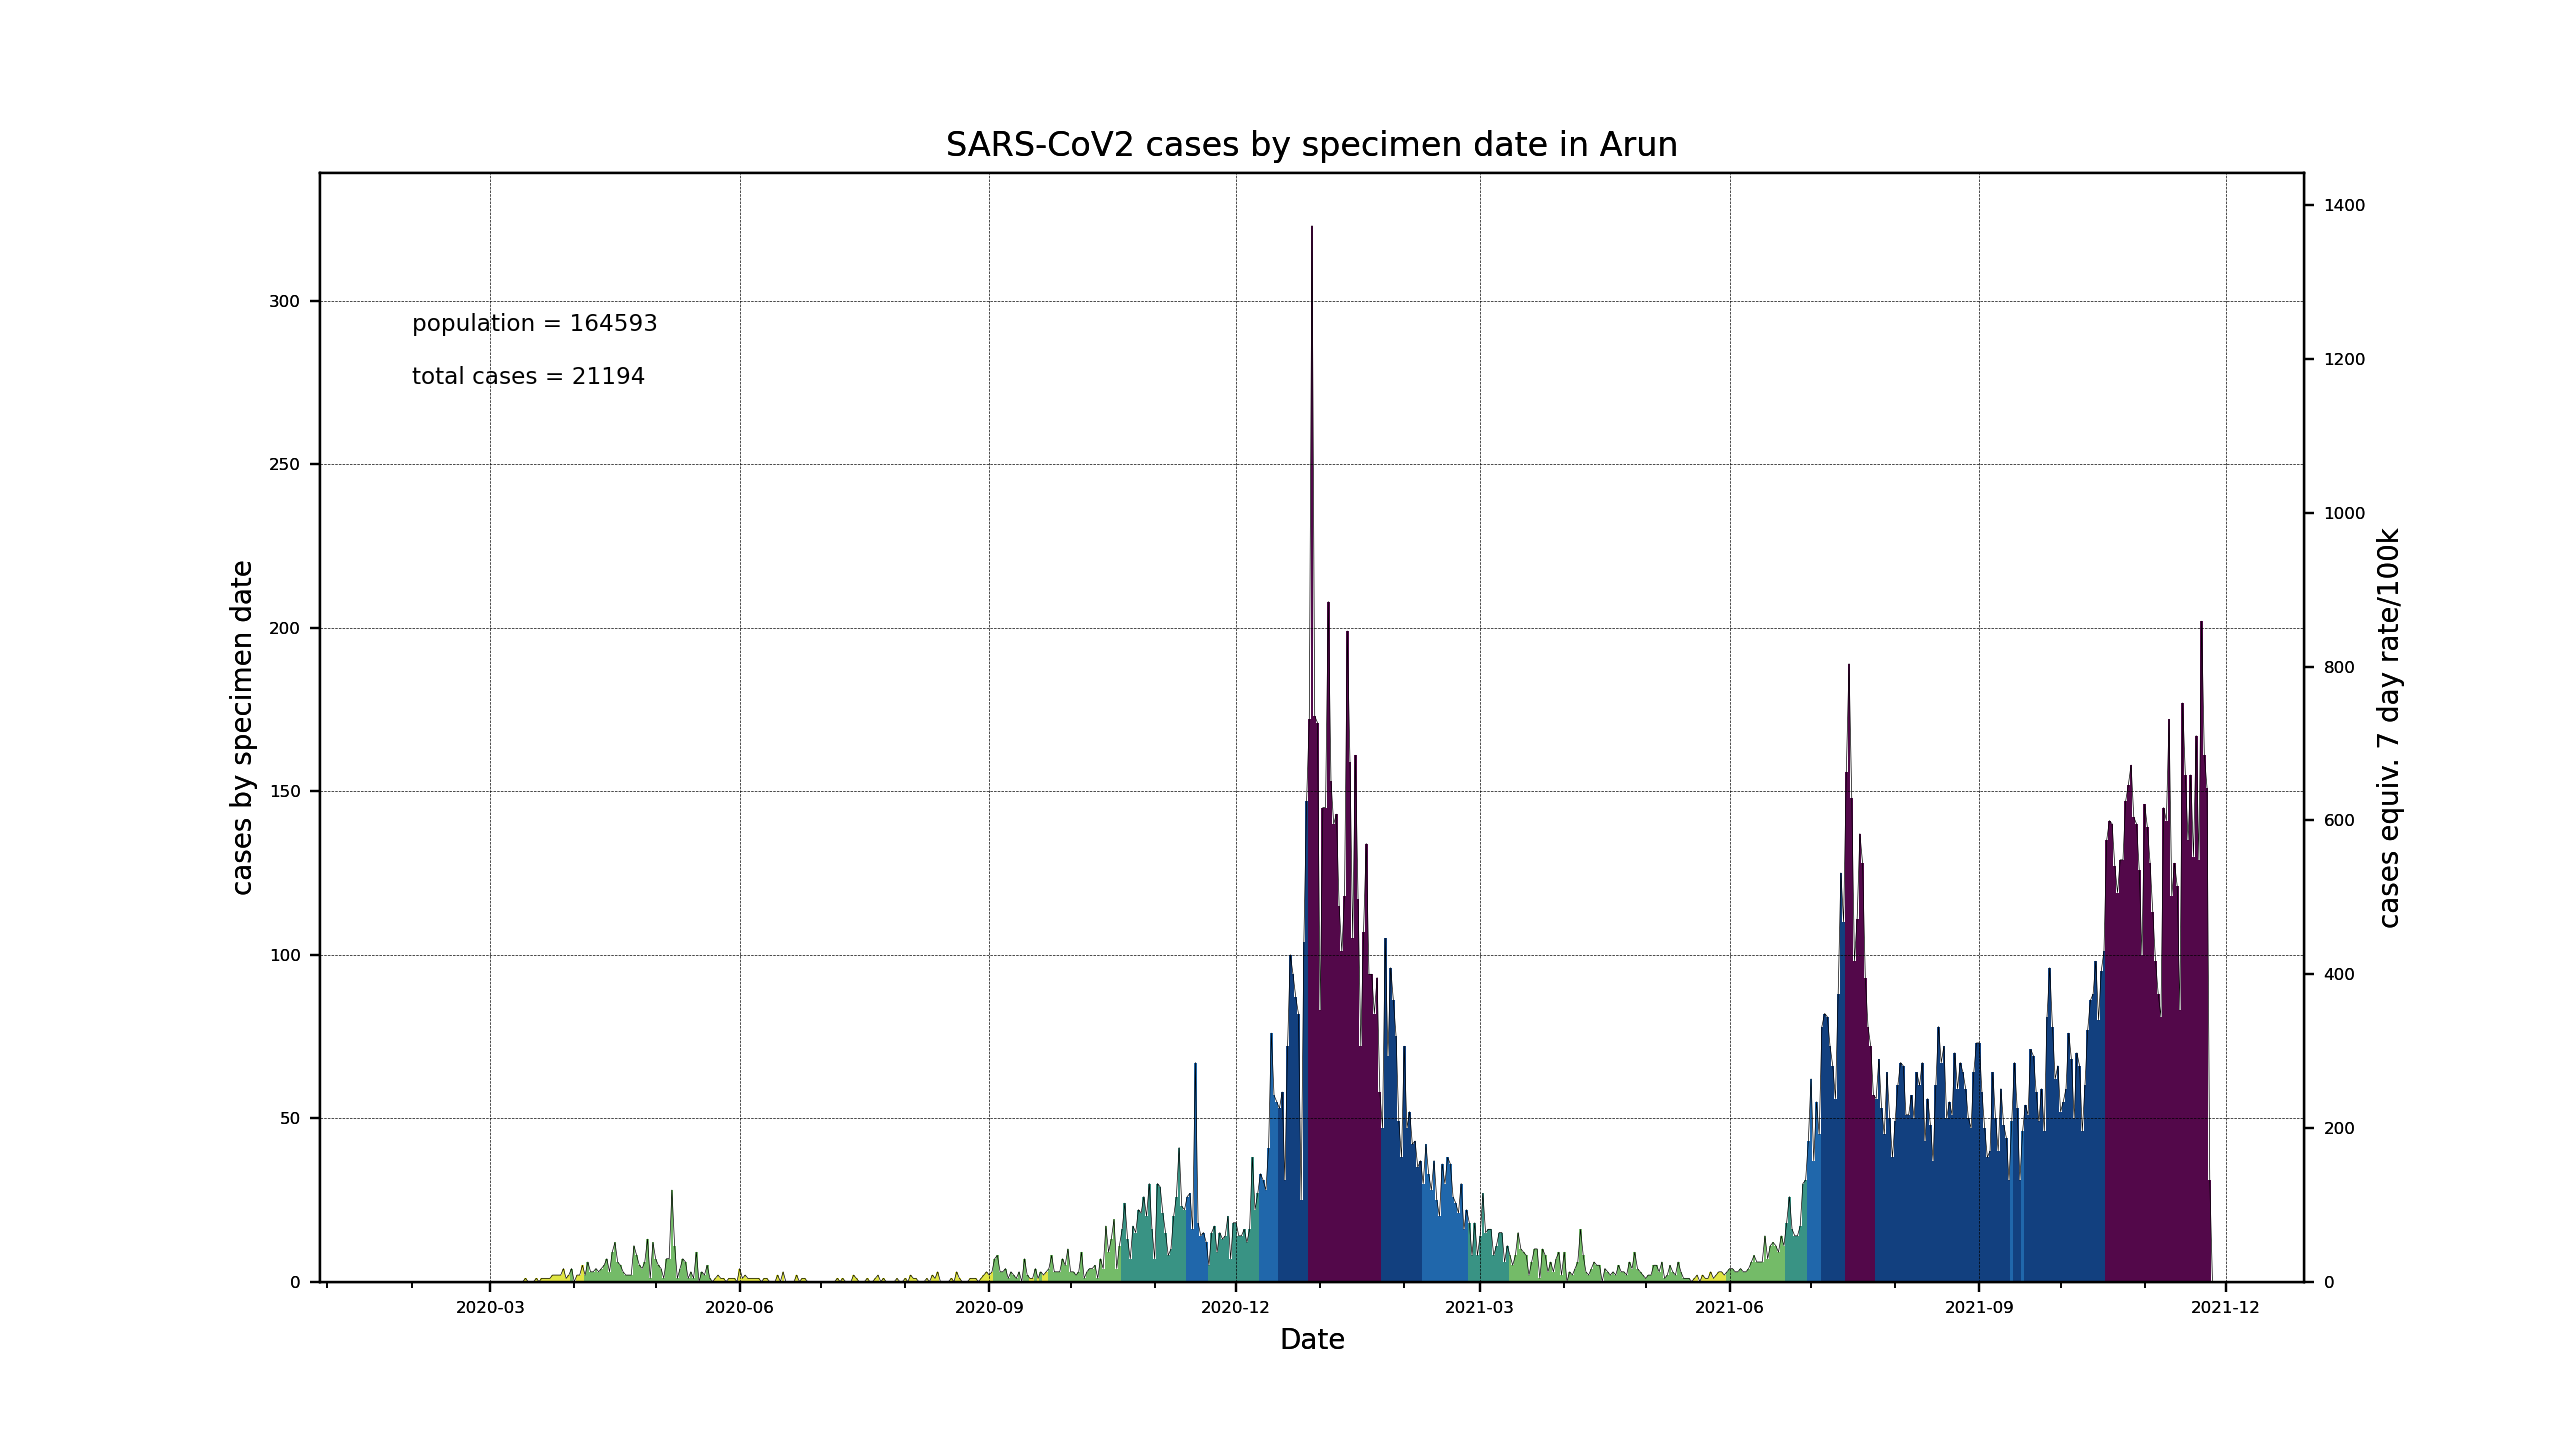 SARS-CoV2 cases by specimen date in Arun
population = 164593
total cases = 21194
cases by specimen date
300
250
200
150
100
50
0
1400
1200
1000
800
600
400
200
0
cases equiv. 7 day rate/100k
2020-03 2020-06 2020-09 2020-12 2021-03 2021-06 2021-09 2021-12
Date